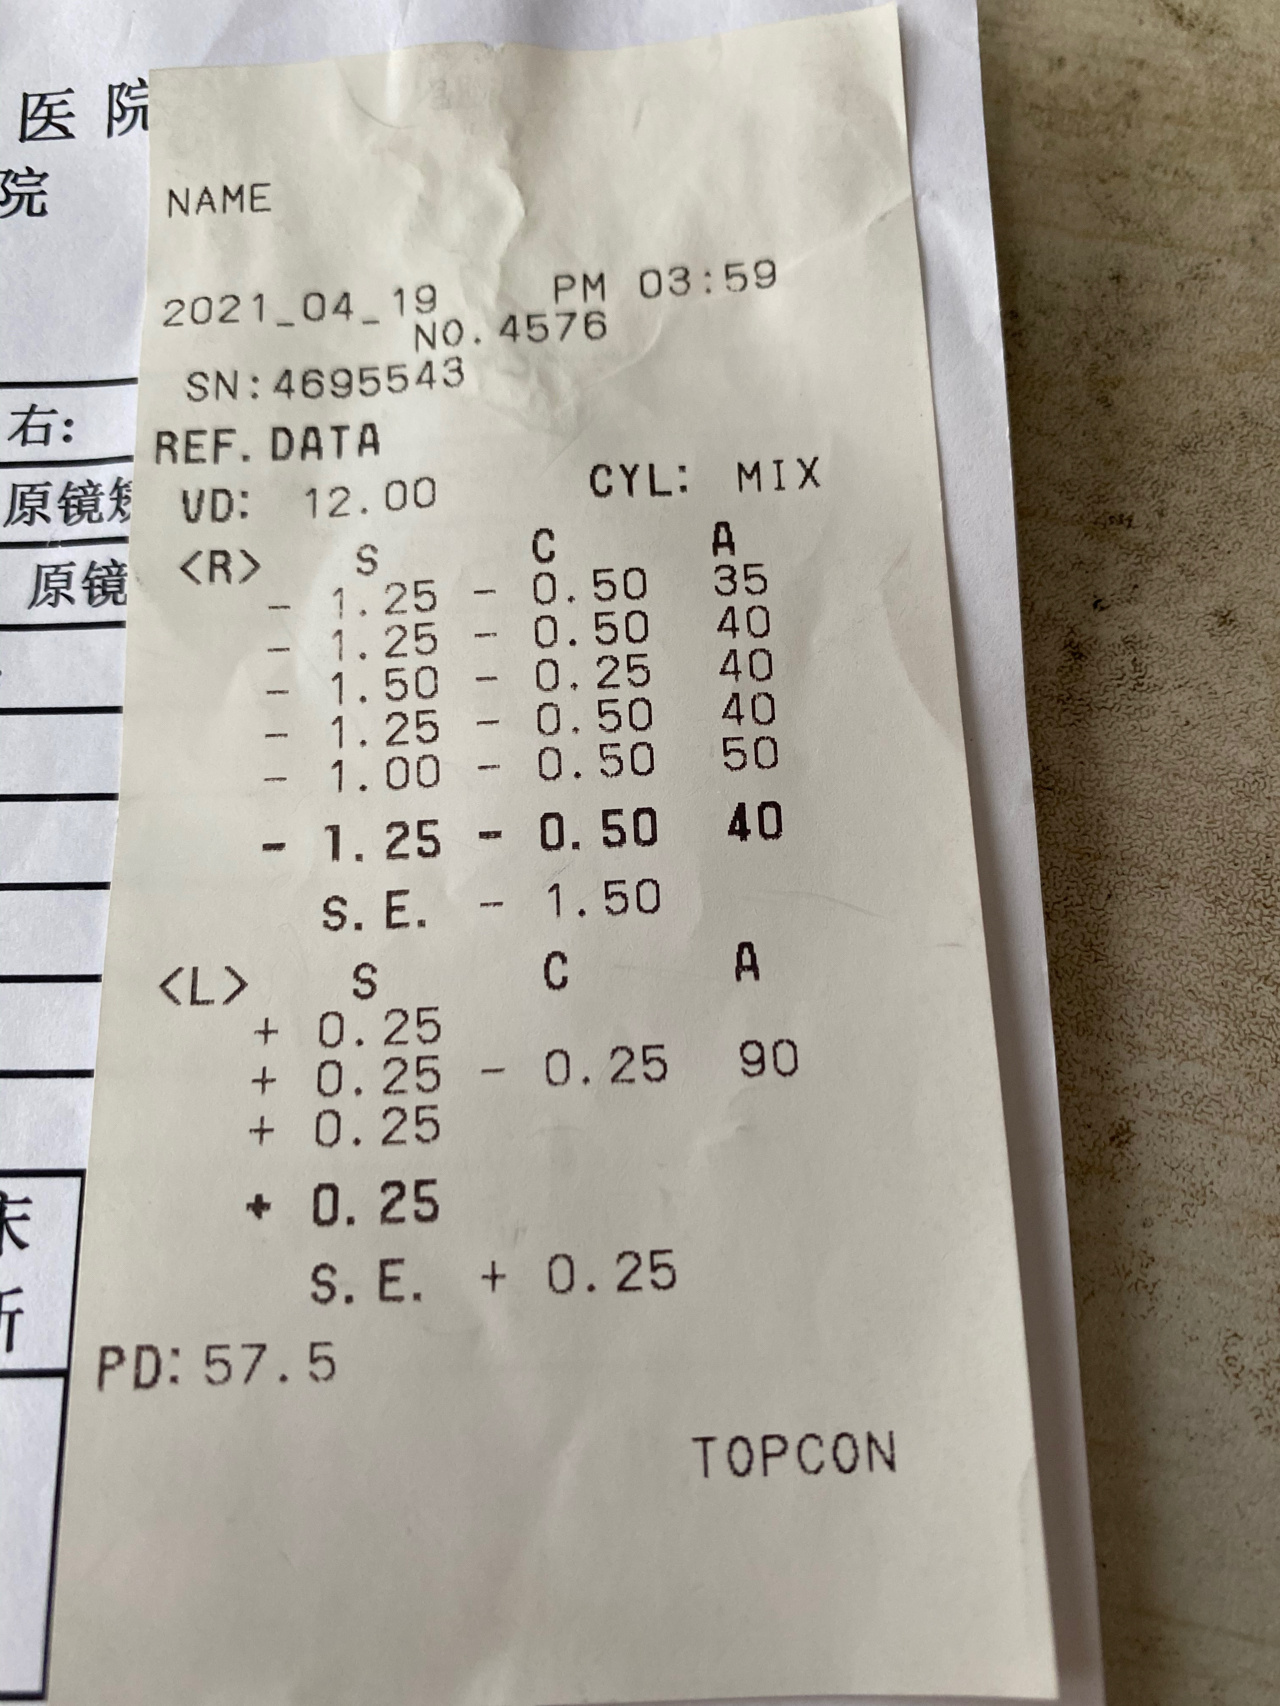 医院
院
右:
原镜
原镜
NAME
2021_04_19 PM 03:59
NO. 4576
SN:4695543
REF. DATA
VD: 12.00 CYL: MIX
<R> S C A
- 1.25 - 0.50 35
- 1.25 - 0.50 40
- 1.50 - 0.25 40
- 1.25 - 0.50 40
- 1.00 - 0.50 50
- 1.25 - 0.50 40
S.E. - 1.50
<L> S C A
+ 0.25
+ 0.25 - 0.25 90
+ 0.25
+ 0.25
S.E. + 0.25
PD: 57.5
TOPCON